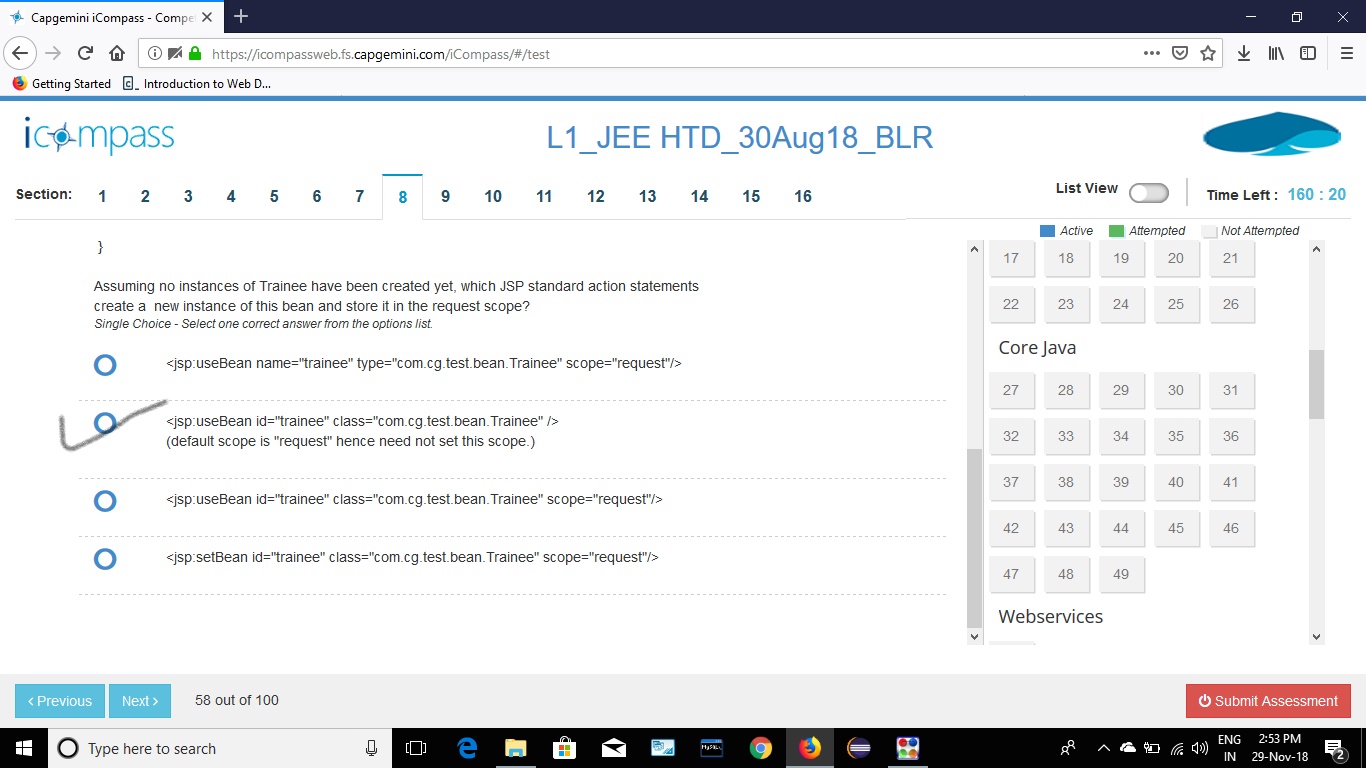 Capgemini iCompass - Compe
https://icompassweb.fs.capgemini.com/iCompass/#/test
Getting Started
Introduction to Web D...
icompass
L1_JEE HTD_30Aug18_BLR
Section: 1 2 3 4 5 6 7 8 9 10 11 12 13 14 15 16
List View
Time Left : 160 : 20
Active Attempted Not Attempted
}
Assuming no instances of Trainee have been created yet, which JSP standard action statements
create a  new instance of this bean and store it in the request scope?
Single Choice - Select one correct answer from the options list.
<jsp:useBean name="trainee" type="com.cg.test.bean.Trainee" scope="request"/>
<jsp:useBean id="trainee" class="com.cg.test.bean.Trainee" />
(default scope is "request" hence need not set this scope.)
<jsp:useBean id="trainee" class="com.cg.test.bean.Trainee" scope="request"/>
<jsp:setBean id="trainee" class="com.cg.test.bean.Trainee" scope="request"/>
17 18 19 20 21
22 23 24 25 26
Core Java
27 28 29 30 31
32 33 34 35 36
37 38 39 40 41
42 43 44 45 46
47 48 49
Webservices
Previous
Next
58 out of 100
Submit Assessment
Type here to search
MySQL
ENG
IN
2:53 PM
29-Nov-18
2